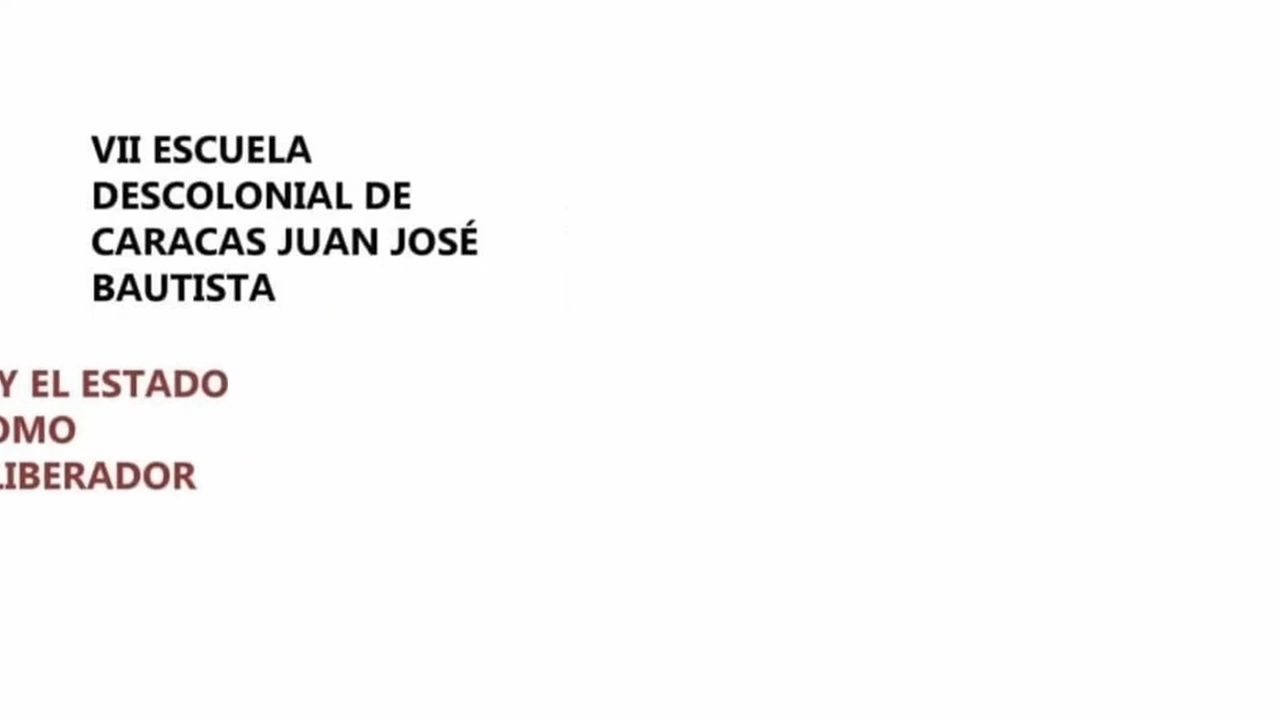 VII ESCUELA
DESCOLONIAL DE
CARACAS JUAN JOSÉ
BAUTISTA
Y EL ESTADO
OMO
LIBERADOR